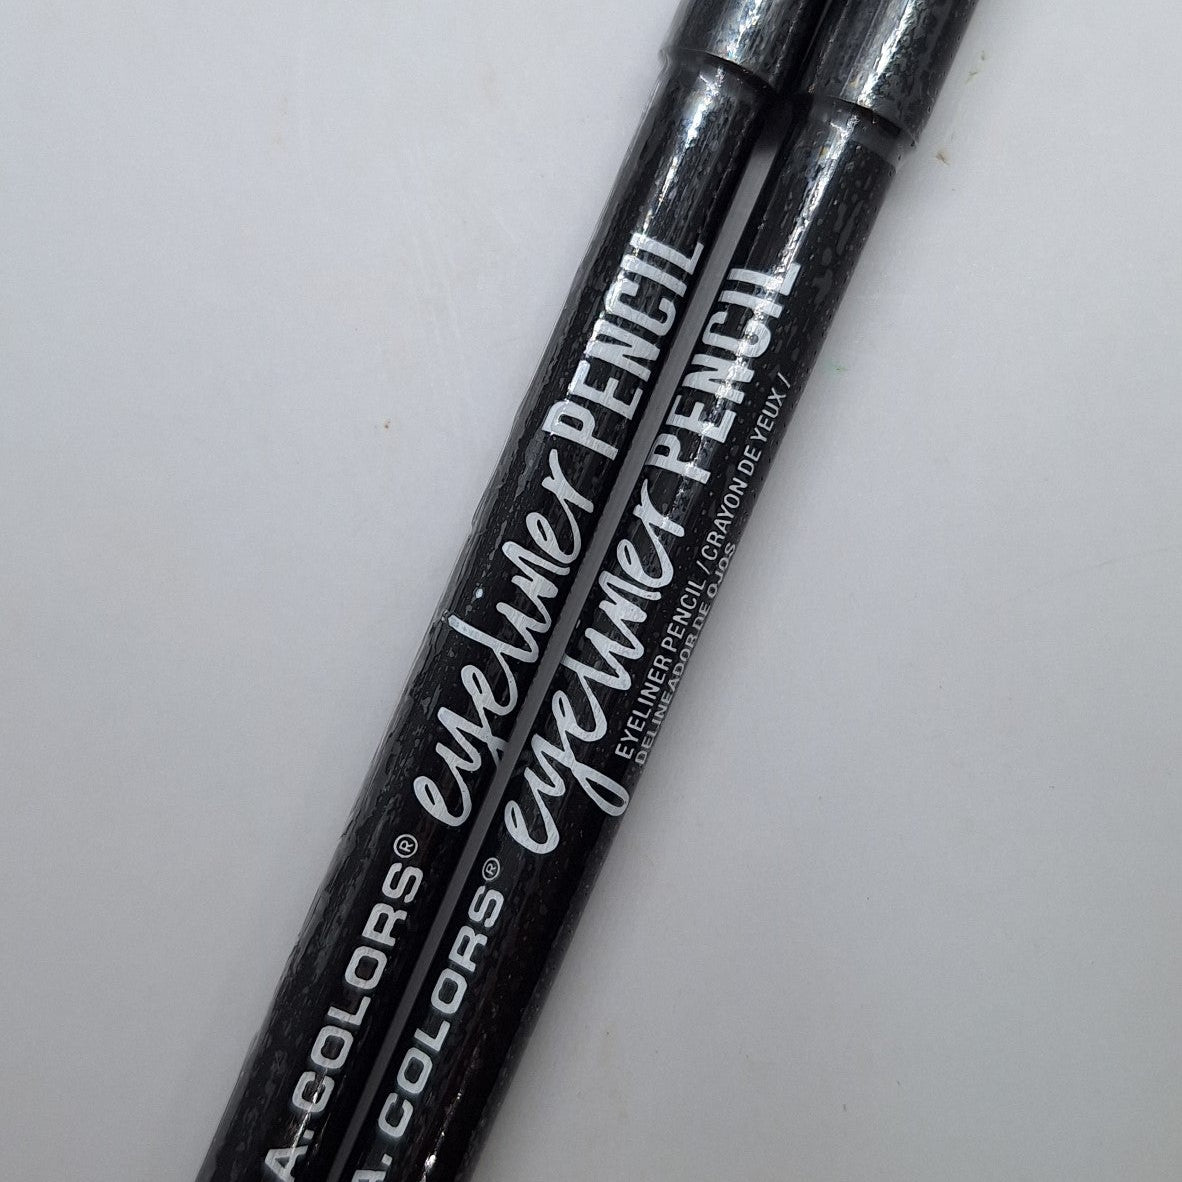 A. COLORS® eyeliner PENCIL
A. COLORS® eyeliner PENCIL
EYELINER PENCIL / CRAYON DE YEUX /
DELINEADOR DE OJOS